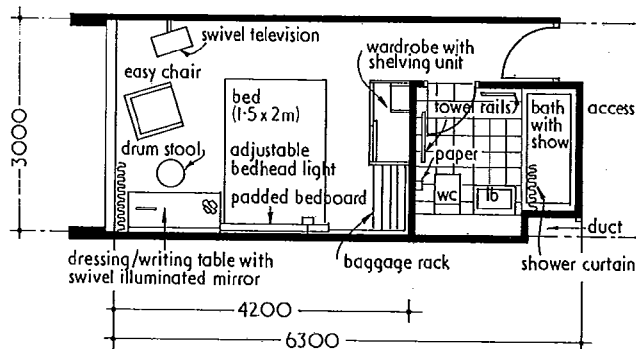 swivel television
wardrobe with
shelving unit
easy chair
bed
(1·5 x 2m)
towel rails
bath
with
show
access
3000
drum stool
adjustable
bedhead light
paper
padded bedboard
wc
lb
duct
dressing/writing table with
swivel illuminated mirror
baggage rack
shower curtain
4200
6300